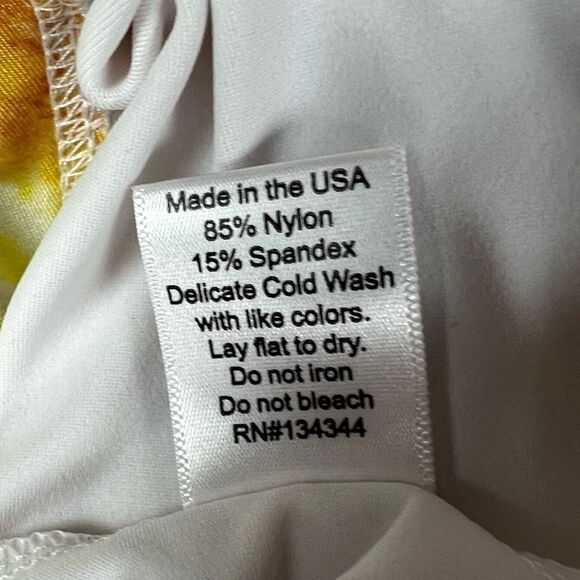 Made in the USA
85% Nylon
15% Spandex
Delicate Cold Wash
with like colors.
Lay flat to dry.
Do not iron
Do not bleach
RN#134344